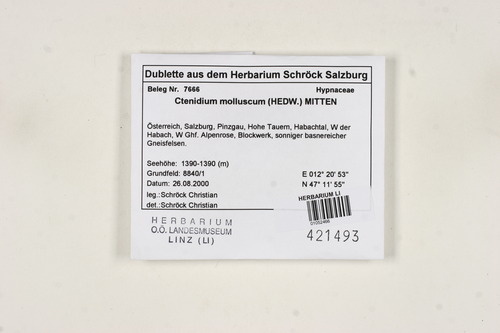 Dublette aus dem Herbarium Schröck Salzburg
Beleg Nr. 7666 Hypnaceae
Ctenidium molluscum (HEDW.) MITTEN
Österreich, Salzburg, Pinzgau, Hohe Tauern, Habachtal, W der
Habach, W Ghf. Alpenrose, Blockwerk, sonniger basnereicher
Gneisfelsen.
Seehöhe: 1390-1390 (m)
Grundfeld: 8840/1 E 012° 20' 53"
Datum: 26.08.2000 N 47° 11' 55"
leg.:Schröck Christian
det.:Schröck Christian
HERBARIUM LI
HERBARIUM
O.Ö. LANDESMUSEUM
LINZ (LI)
421493